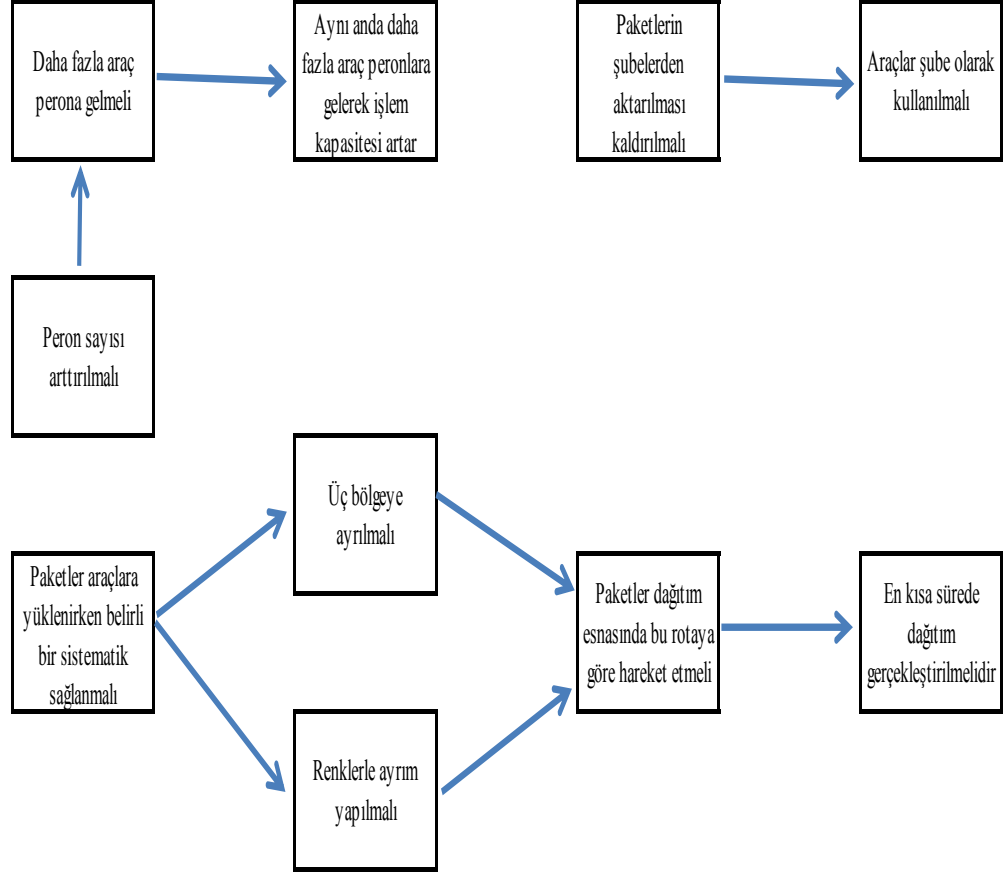 Daha fazla araç
perona gelmeli
Aynı anda daha
fazla araç peronlara
gelerek işlem
kapasitesi artar
Paketlerin
şubelerden
aktarılması
kaldırılmalı
Araçlar şube olarak
kullanılmalı
Peron sayısı
arttırılmalı
Üç bölgeye
ayrılmalı
Paketler araçlara
yüklenirken belirli
bir sistematik
sağlanmalı
Paketler dağıtım
esnasında bu rotaya
göre hareket etmeli
En kısa sürede
dağıtım
gerçekleştirilmelidir
Renklerle ayrım
yapılmalı